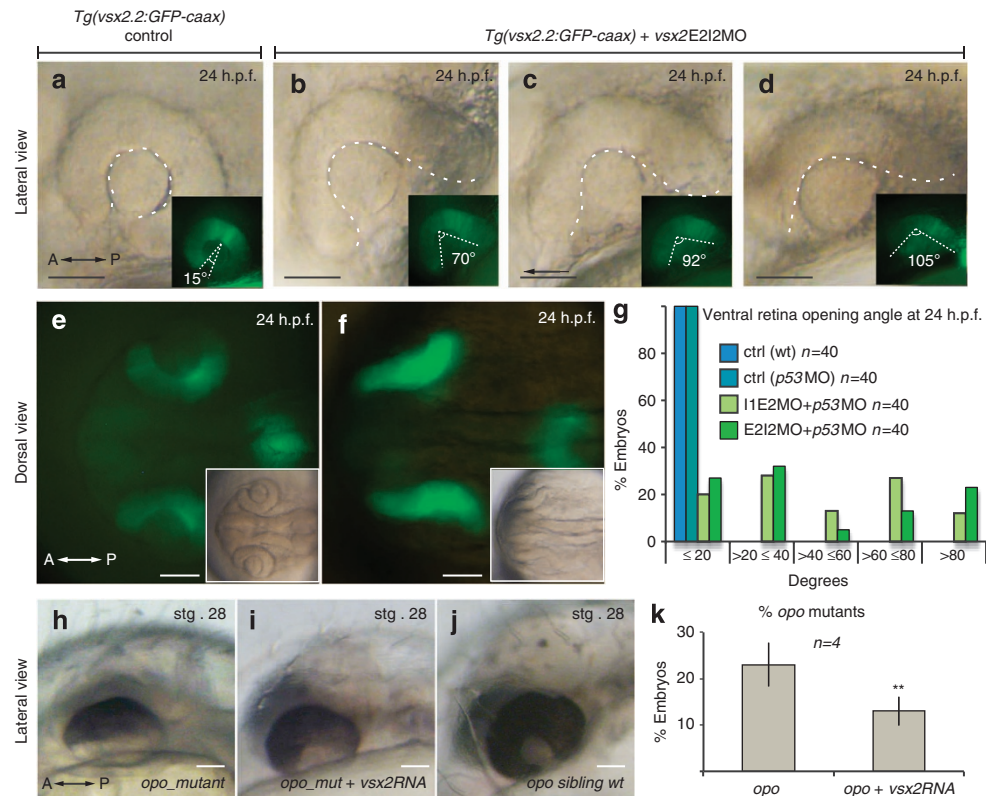 Tg(vsx2.2:GFP-caax)
control
Tg(vsx2.2:GFP-caax) + vsx2E2I2MO
Lateral view
a
24 h.p.f.
A P
15°
b
24 h.p.f.
70°
c
24 h.p.f.
92°
d
24 h.p.f.
105°
Dorsal view
e
24 h.p.f.
A P
f
24 h.p.f.
g
Ventral retina opening angle at 24 h.p.f.
ctrl (wt) n=40
ctrl (p53MO) n=40
I1E2MO+p53MO n=40
E2I2MO+p53MO n=40
% Embryos
80
60
40
20
0
≤ 20
>20 ≤ 40
>40 ≤60
>60 ≤80
>80
Degrees
Lateral view
h
stg . 28
A P
opo_mutant
i
stg . 28
opo_mut + vsx2RNA
j
stg . 28
opo sibling wt
k
% opo mutants
n=4
% Embryos
30
20
10
**
opo
opo + vsx2RNA